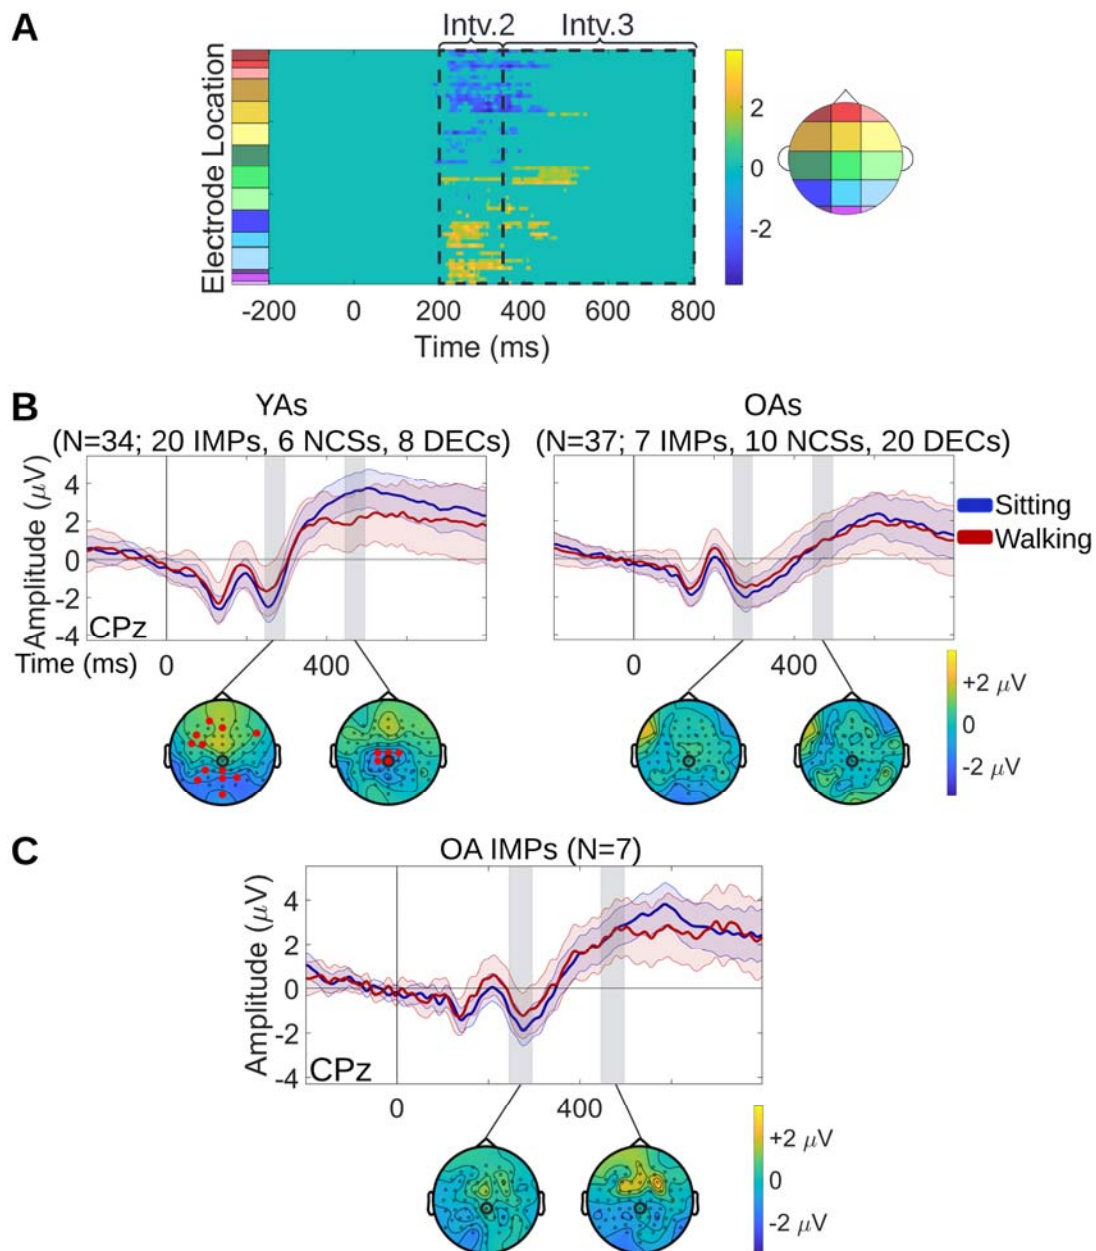 A
Intv.2 Intv.3
Electrode Location
2
0
-2
-200 0 200 400 600 800
Time (ms)
B
YAs
(N=34; 20 IMPs, 6 NCSs, 8 DECs)
OAs
(N=37; 7 IMPs, 10 NCSs, 20 DECs)
Amplitude (μV)
4
2
0
-2
-4
CPz
Sitting
Walking
Time (ms) 0 400
0 400
+2 μV
0
-2 μV
C
OA IMPs (N=7)
Amplitude (μV)
4
2
0
-2
-4
CPz
0 400
+2 μV
0
-2 μV